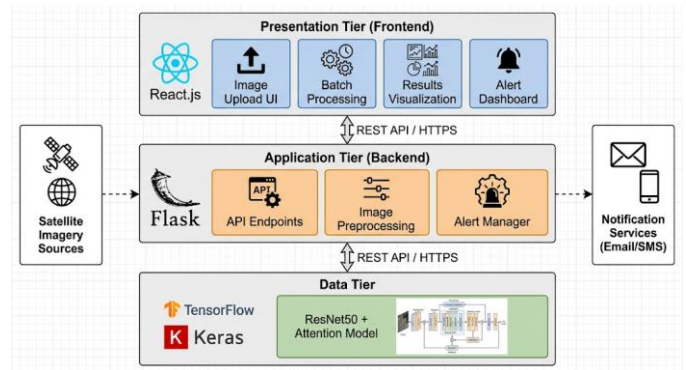 Presentation Tier (Frontend)
React.js
Image
Upload UI
Batch
Processing
Results
Visualization
Alert
Dashboard
REST API / HTTPS
Satellite
Imagery
Sources
Application Tier (Backend)
Flask
API
API Endpoints
Image
Preprocessing
Alert Manager
Notification
Services
(Email/SMS)
REST API / HTTPS
Data Tier
TensorFlow
K Keras
ResNet50 +
Attention Model